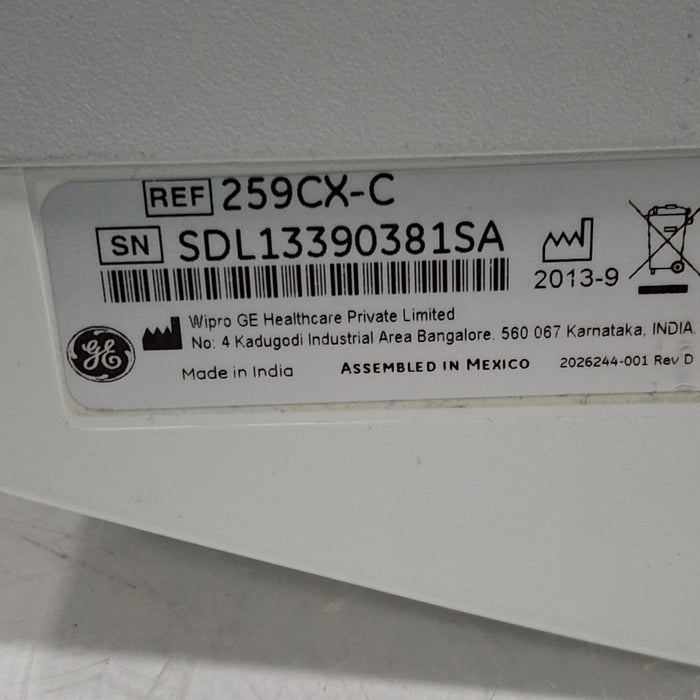 REF 259CX-C
SN SDL13390381SA
2013-9
Wipro GE Healthcare Private Limited
No: 4 Kadugodi Industrial Area Bangalore, 560 067 Karnataka, INDIA.
GE
Made in India ASSEMBLED IN MEXICO 2026244-001 Rev D